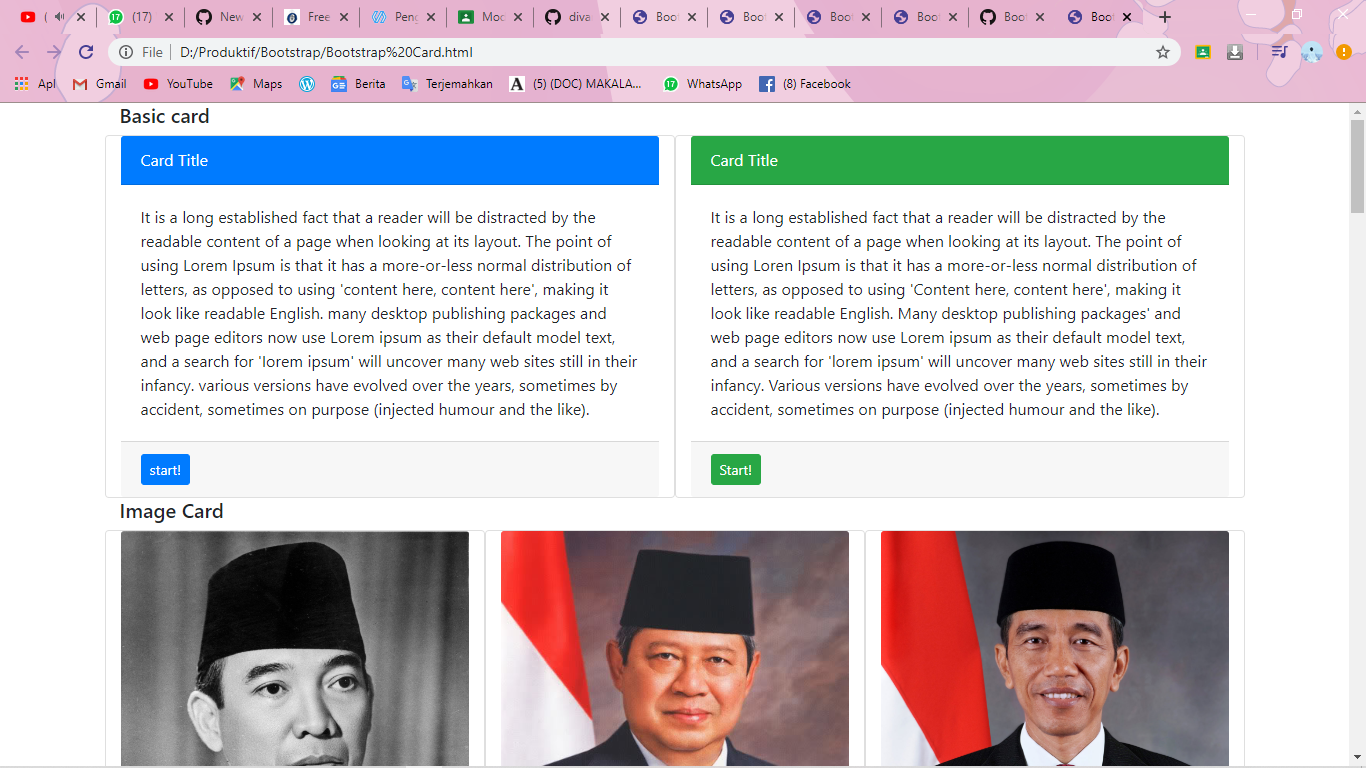 (
(17)
New
Free
Peng
Mod
diva
Boot
Boot
Boot
Boot
Boot
Boot
File
D:/Produktif/Bootstrap/Bootstrap%20Card.html
Apl
Gmail
YouTube
Maps
Berita
Terjemahkan
(5) (DOC) MAKALA...
WhatsApp
(8) Facebook
Basic card
Card Title
It is a long established fact that a reader will be distracted by the
readable content of a page when looking at its layout. The point of
using Lorem Ipsum is that it has a more-or-less normal distribution of
letters, as opposed to using 'content here, content here', making it
look like readable English. many desktop publishing packages and
web page editors now use Lorem ipsum as their default model text,
and a search for 'lorem ipsum' will uncover many web sites still in their
infancy. various versions have evolved over the years, sometimes by
accident, sometimes on purpose (injected humour and the like).
start!
Card Title
It is a long established fact that a reader will be distracted by the
readable content of a page when looking at its layout. The point of
using Loren Ipsum is that it has a more-or-less normal distribution of
letters, as opposed to using 'Content here, content here', making it
look like readable English. Many desktop publishing packages' and
web page editors now use Lorem ipsum as their default model text,
and a search for 'lorem ipsum' will uncover many web sites still in their
infancy. Various versions have evolved over the years, sometimes by
accident, sometimes on purpose (injected humour and the like).
Start!
Image Card